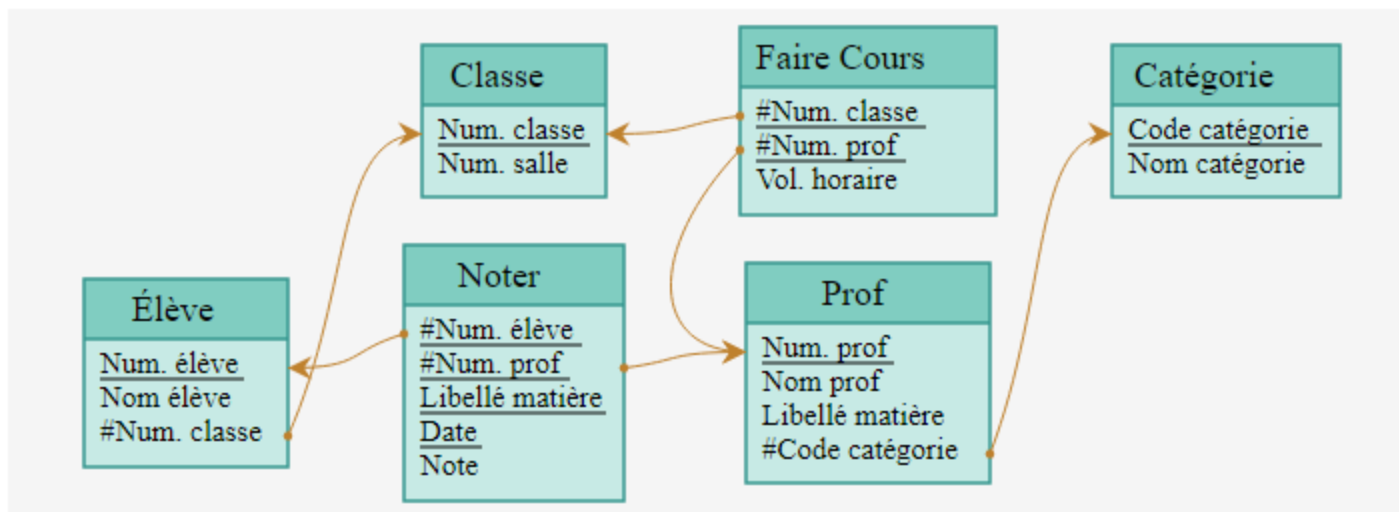 Classe
Num. classe
Num. salle
Faire Cours
#Num. classe
#Num. prof
Vol. horaire
Catégorie
Code catégorie
Nom catégorie
Élève
Num. élève
Nom élève
#Num. classe
Noter
#Num. élève
#Num. prof
Libellé matière
Date
Note
Prof
Num. prof
Nom prof
Libellé matière
#Code catégorie